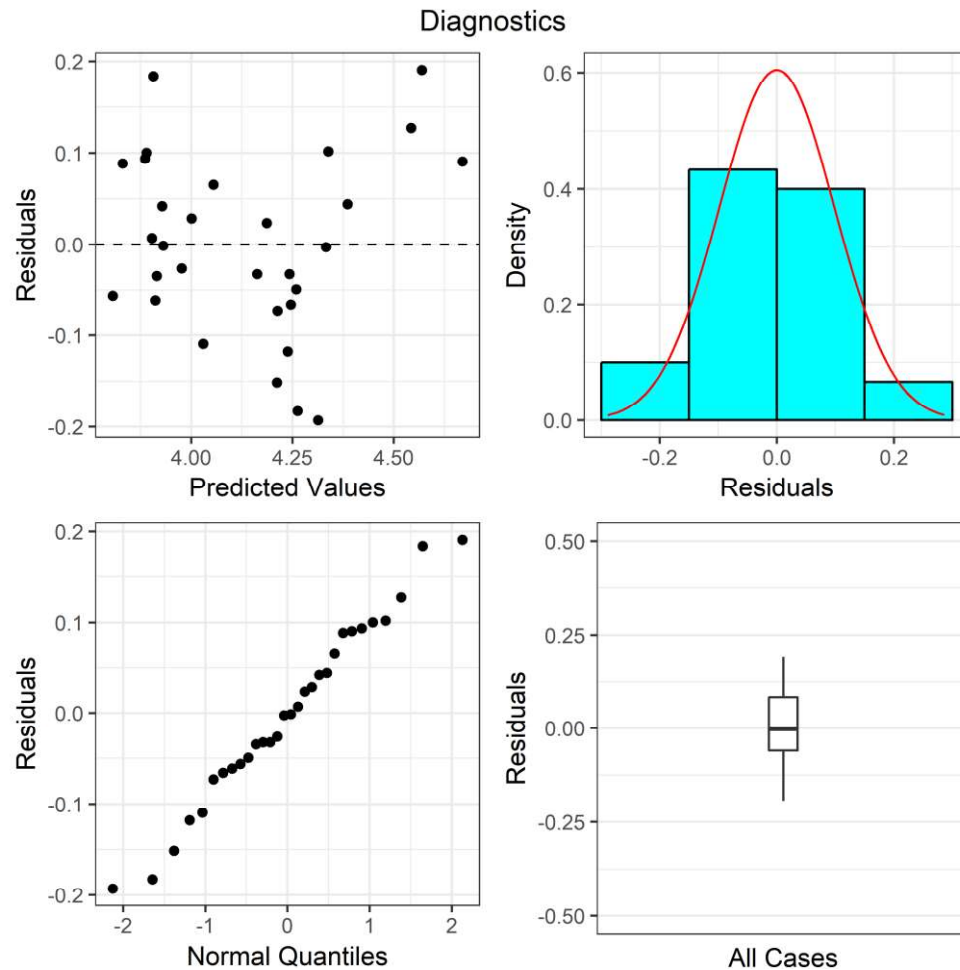 Diagnostics
0.2
0.1
0.0
-0.1
-0.2
Residuals
4.00 4.25 4.50
Predicted Values
0.6
0.4
0.2
0.0
Density
-0.2 0.0 0.2
Residuals
0.2
0.1
0.0
-0.1
-0.2
Residuals
-2 -1 0 1 2
Normal Quantiles
0.50
0.25
0.00
-0.25
-0.50
Residuals
All Cases